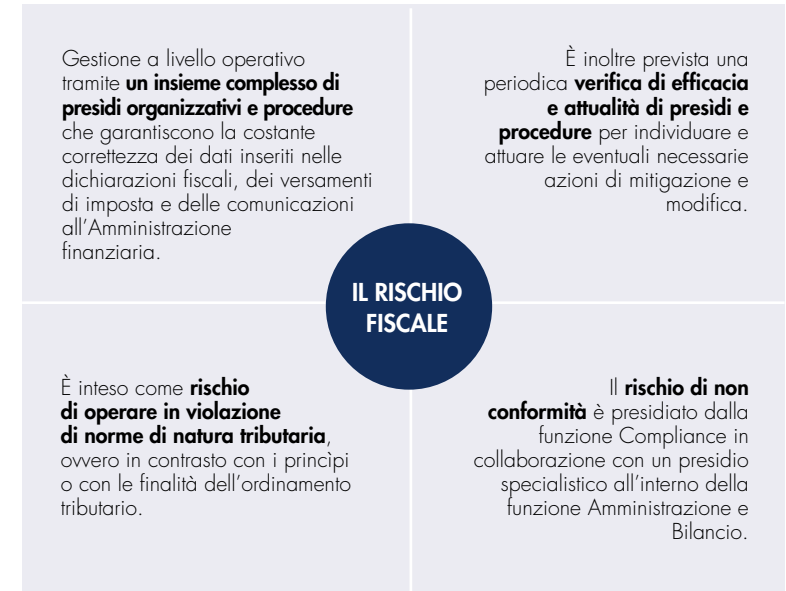 Gestione a livello operativo
tramite un insieme complesso di
presìdi organizzativi e procedure
che garantiscono la costante
correttezza dei dati inseriti nelle
dichiarazioni fiscali, dei versamenti
di imposta e delle comunicazioni
all'Amministrazione
finanziaria.
È inoltre prevista una
periodica verifica di efficacia
e attualità di presìdi e
procedure per individuare e
attuare le eventuali necessarie
azioni di mitigazione e
modifica.
IL RISCHIO
FISCALE
È inteso come rischio
di operare in violazione
di norme di natura tributaria,
ovvero in contrasto con i princìpi
o con le finalità dell'ordinamento
tributario.
Il rischio di non
conformità è presidiato dalla
funzione Compliance in
collaborazione con un presidio
specialistico all'interno della
funzione Amministrazione e
Bilancio.